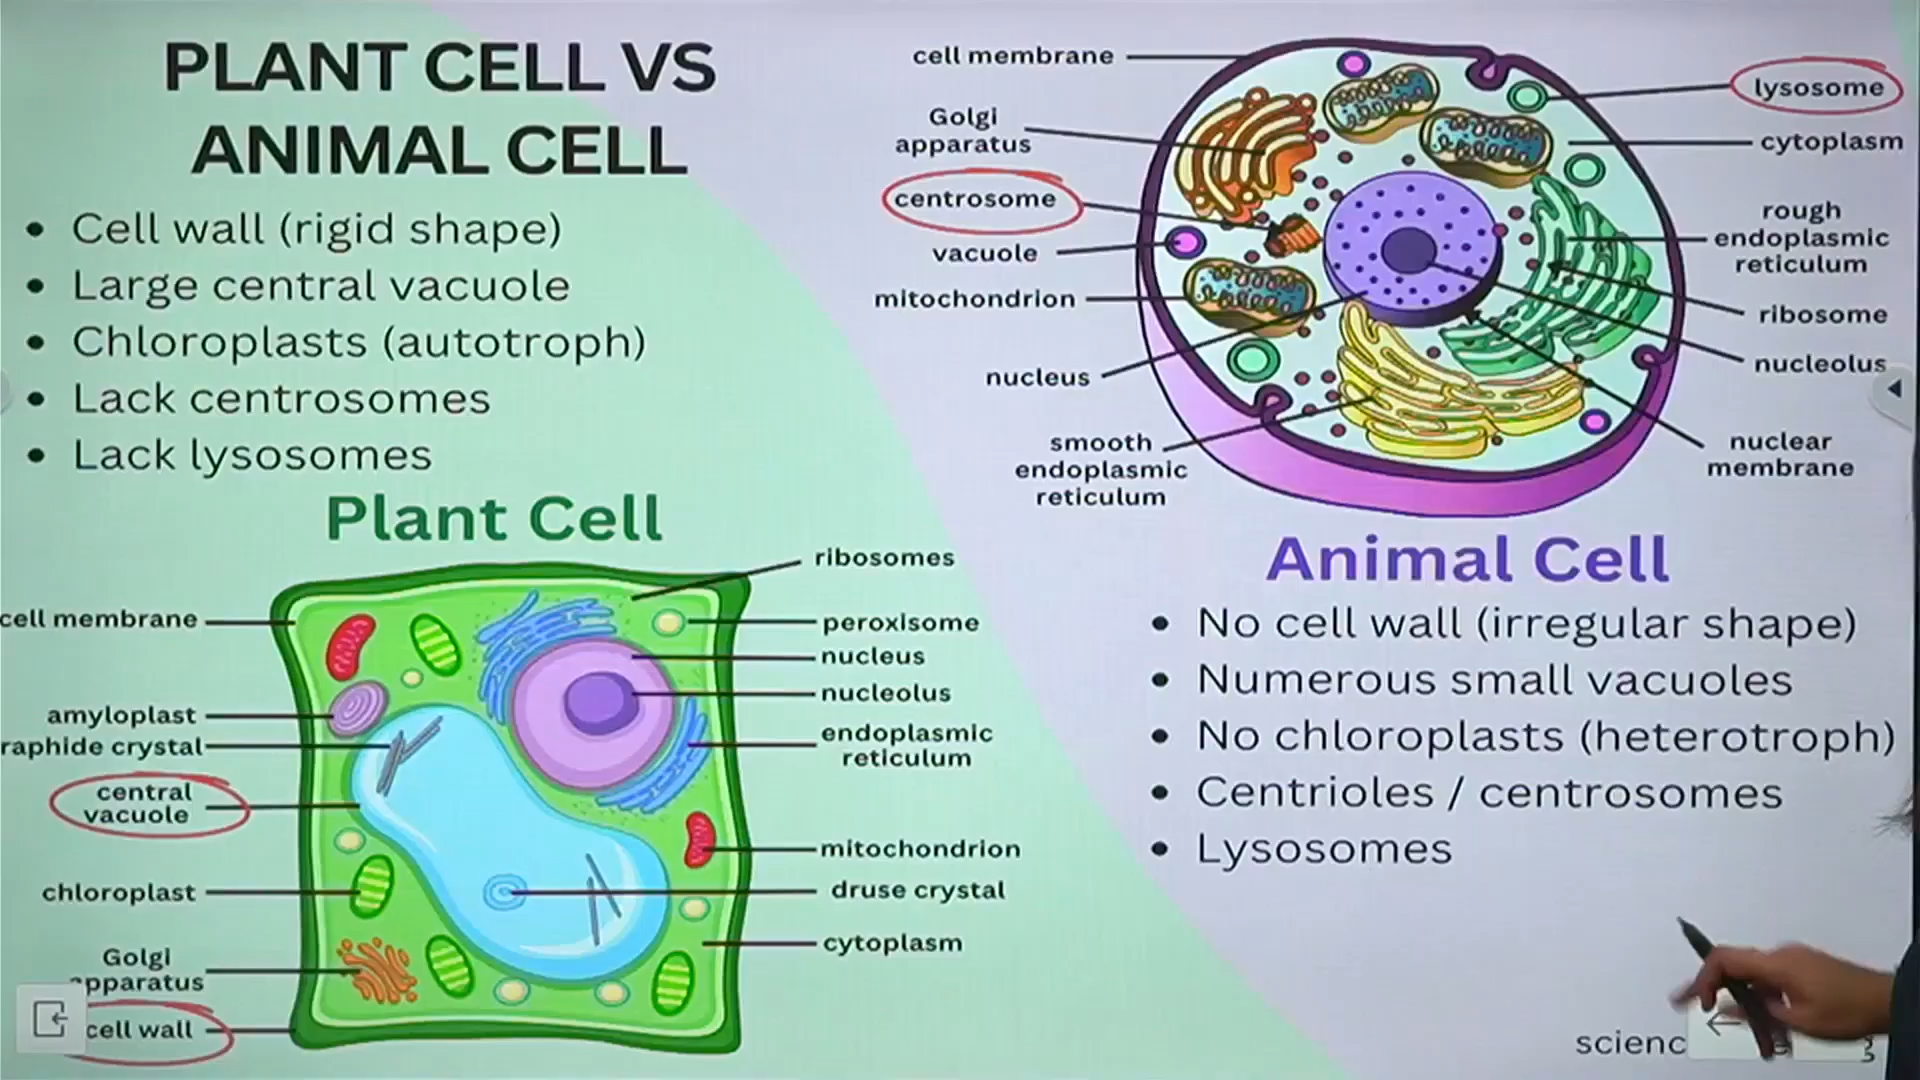 PLANT CELL VS
ANIMAL CELL
• Cell wall (rigid shape)
• Large central vacuole
• Chloroplasts (autotroph)
• Lack centrosomes
• Lack lysosomes
Plant Cell
ribosomes
cell membrane
peroxisome
nucleus
nucleolus
amyloplast
raphide crystal
endoplasmic
reticulum
central
vacuole
mitochondrion
chloroplast
druse crystal
cytoplasm
Golgi
apparatus
cell wall
cell membrane
lysosome
Golgi
apparatus
cytoplasm
centrosome
rough
endoplasmic
reticulum
vacuole
mitochondrion
ribosome
nucleolus
nucleus
smooth
endoplasmic
reticulum
nuclear
membrane
Animal Cell
• No cell wall (irregular shape)
• Numerous small vacuoles
• No chloroplasts (heterotroph)
• Centrioles / centrosomes
• Lysosomes